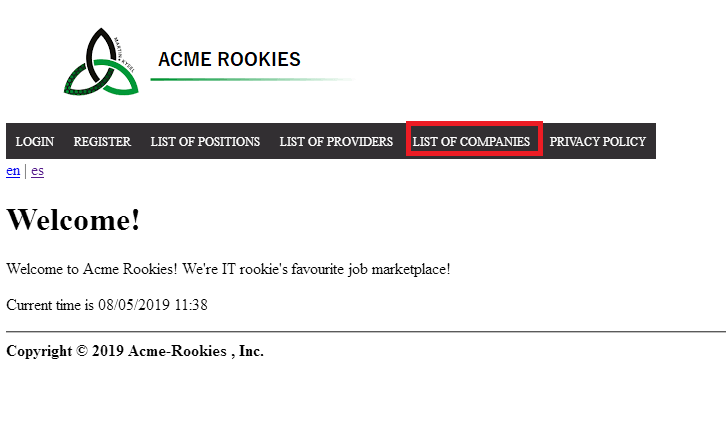 MARTIN-KYSEL
ACME ROOKIES
LOGIN REGISTER LIST OF POSITIONS LIST OF PROVIDERS LIST OF COMPANIES PRIVACY POLICY
en | es
Welcome!
Welcome to Acme Rookies! We're IT rookie's favourite job marketplace!
Current time is 08/05/2019 11:38
Copyright © 2019 Acme-Rookies , Inc.